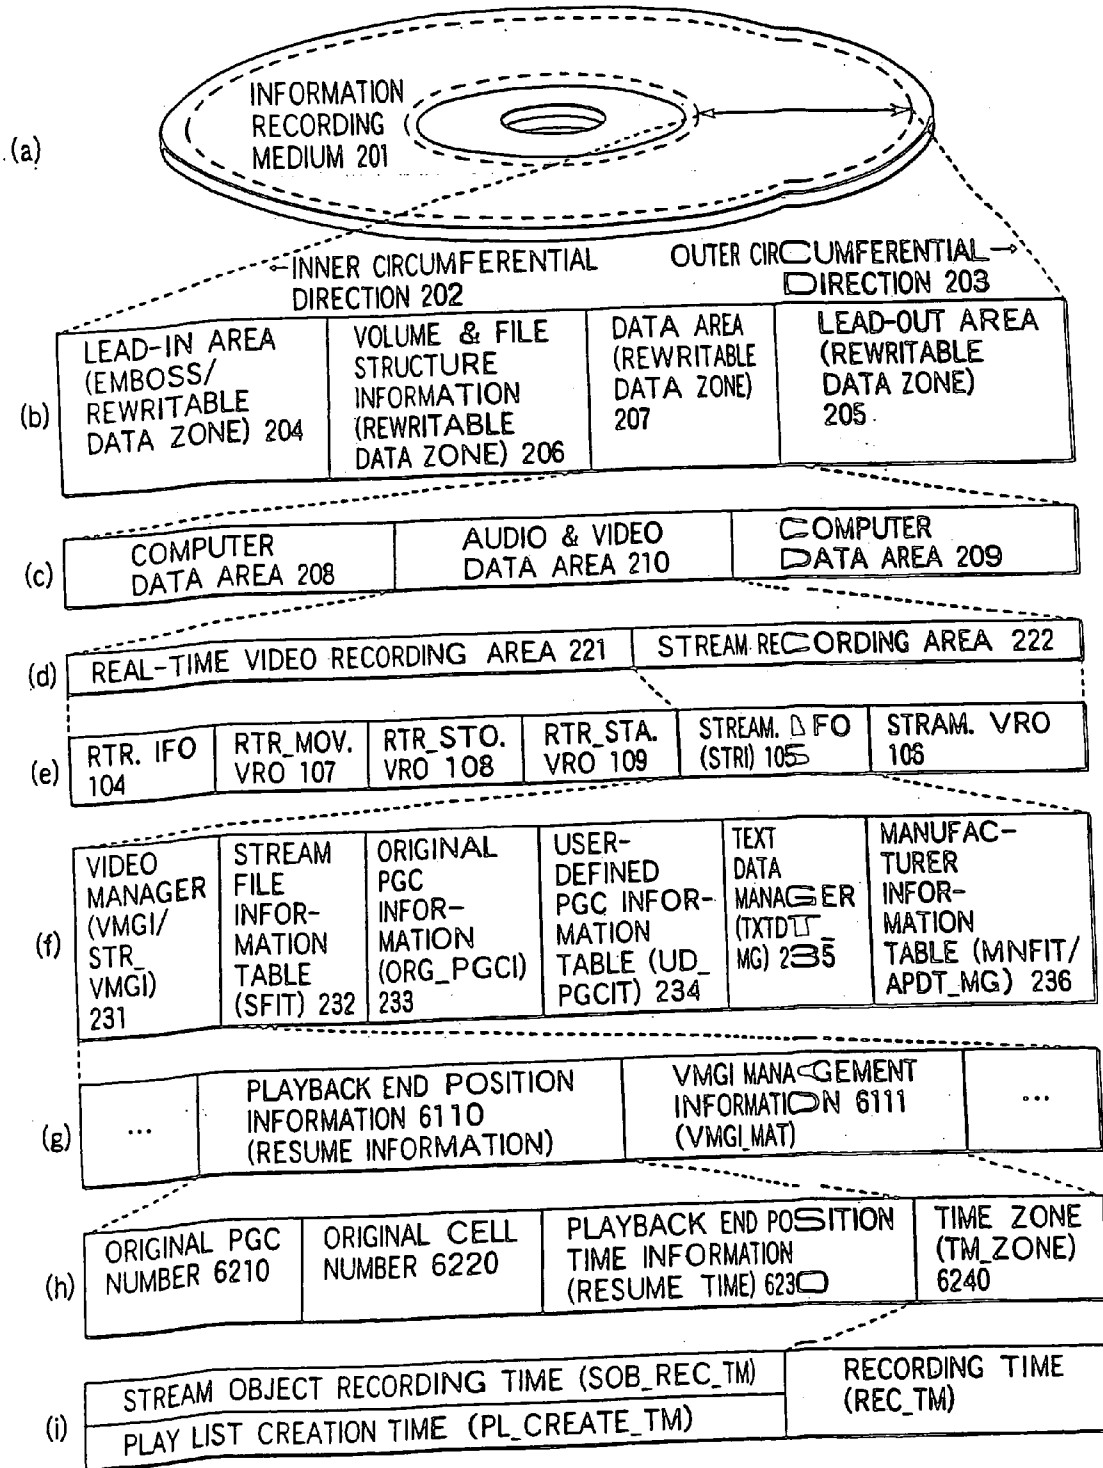 (a)
INFORMATION
RECORDING
MEDIUM 201
INNER CIRCUMFERENTIAL
DIRECTION 202
OUTER CIRCUMFERENTIAL
DIRECTION 203
(b)
LEAD-IN AREA
(EMBOSS/
REWRITABLE
DATA ZONE) 204
VOLUME & FILE
STRUCTURE
INFORMATION
(REWRITABLE
DATA ZONE) 206
DATA AREA
(REWRITABLE
DATA ZONE)
207
LEAD-OUT AREA
(REWRITABLE
DATA ZONE)
205
(c)
COMPUTER
DATA AREA 208
AUDIO & VIDEO
DATA AREA 210
COMPUTER
DATA AREA 209
(d)
REAL-TIME VIDEO RECORDING AREA 221
STREAM RECORDING AREA 222
(e)
RTR. IFO
104
RTR_MOV.
VRO 107
RTR_STO.
VRO 108
RTR_STA.
VRO 109
STREAM. IFO
(STRI) 105
STRAM. VRO
106
(f)
VIDEO
MANAGER
(VMGI/
STR_
VMGI)
231
STREAM
FILE
INFOR-
MATION
TABLE
(SFIT) 232
ORIGINAL
PGC
INFOR-
MATION
(ORG_PGCI)
233
USER-
DEFINED
PGC INFOR-
MATION
TABLE (UD_
PGCIT) 234
TEXT
DATA
MANAGER
(TXTDT_
MG) 235
MANUFAC-
TURER
INFOR-
MATION
TABLE (MNFIT/
APDT_MG) 236
(g)
...
PLAYBACK END POSITION
INFORMATION 6110
(RESUME INFORMATION)
VMGI MANAGEMENT
INFORMATION 6111
(VMGI_MAT)
...
(h)
ORIGINAL PGC
NUMBER 6210
ORIGINAL CELL
NUMBER 6220
PLAYBACK END POSITION
TIME INFORMATION
(RESUME TIME) 6230
TIME ZONE
(TM_ZONE)
6240
(i)
STREAM OBJECT RECORDING TIME (SOB_REC_TM)
PLAY LIST CREATION TIME (PL_CREATE_TM)
RECORDING TIME
(REC_TM)